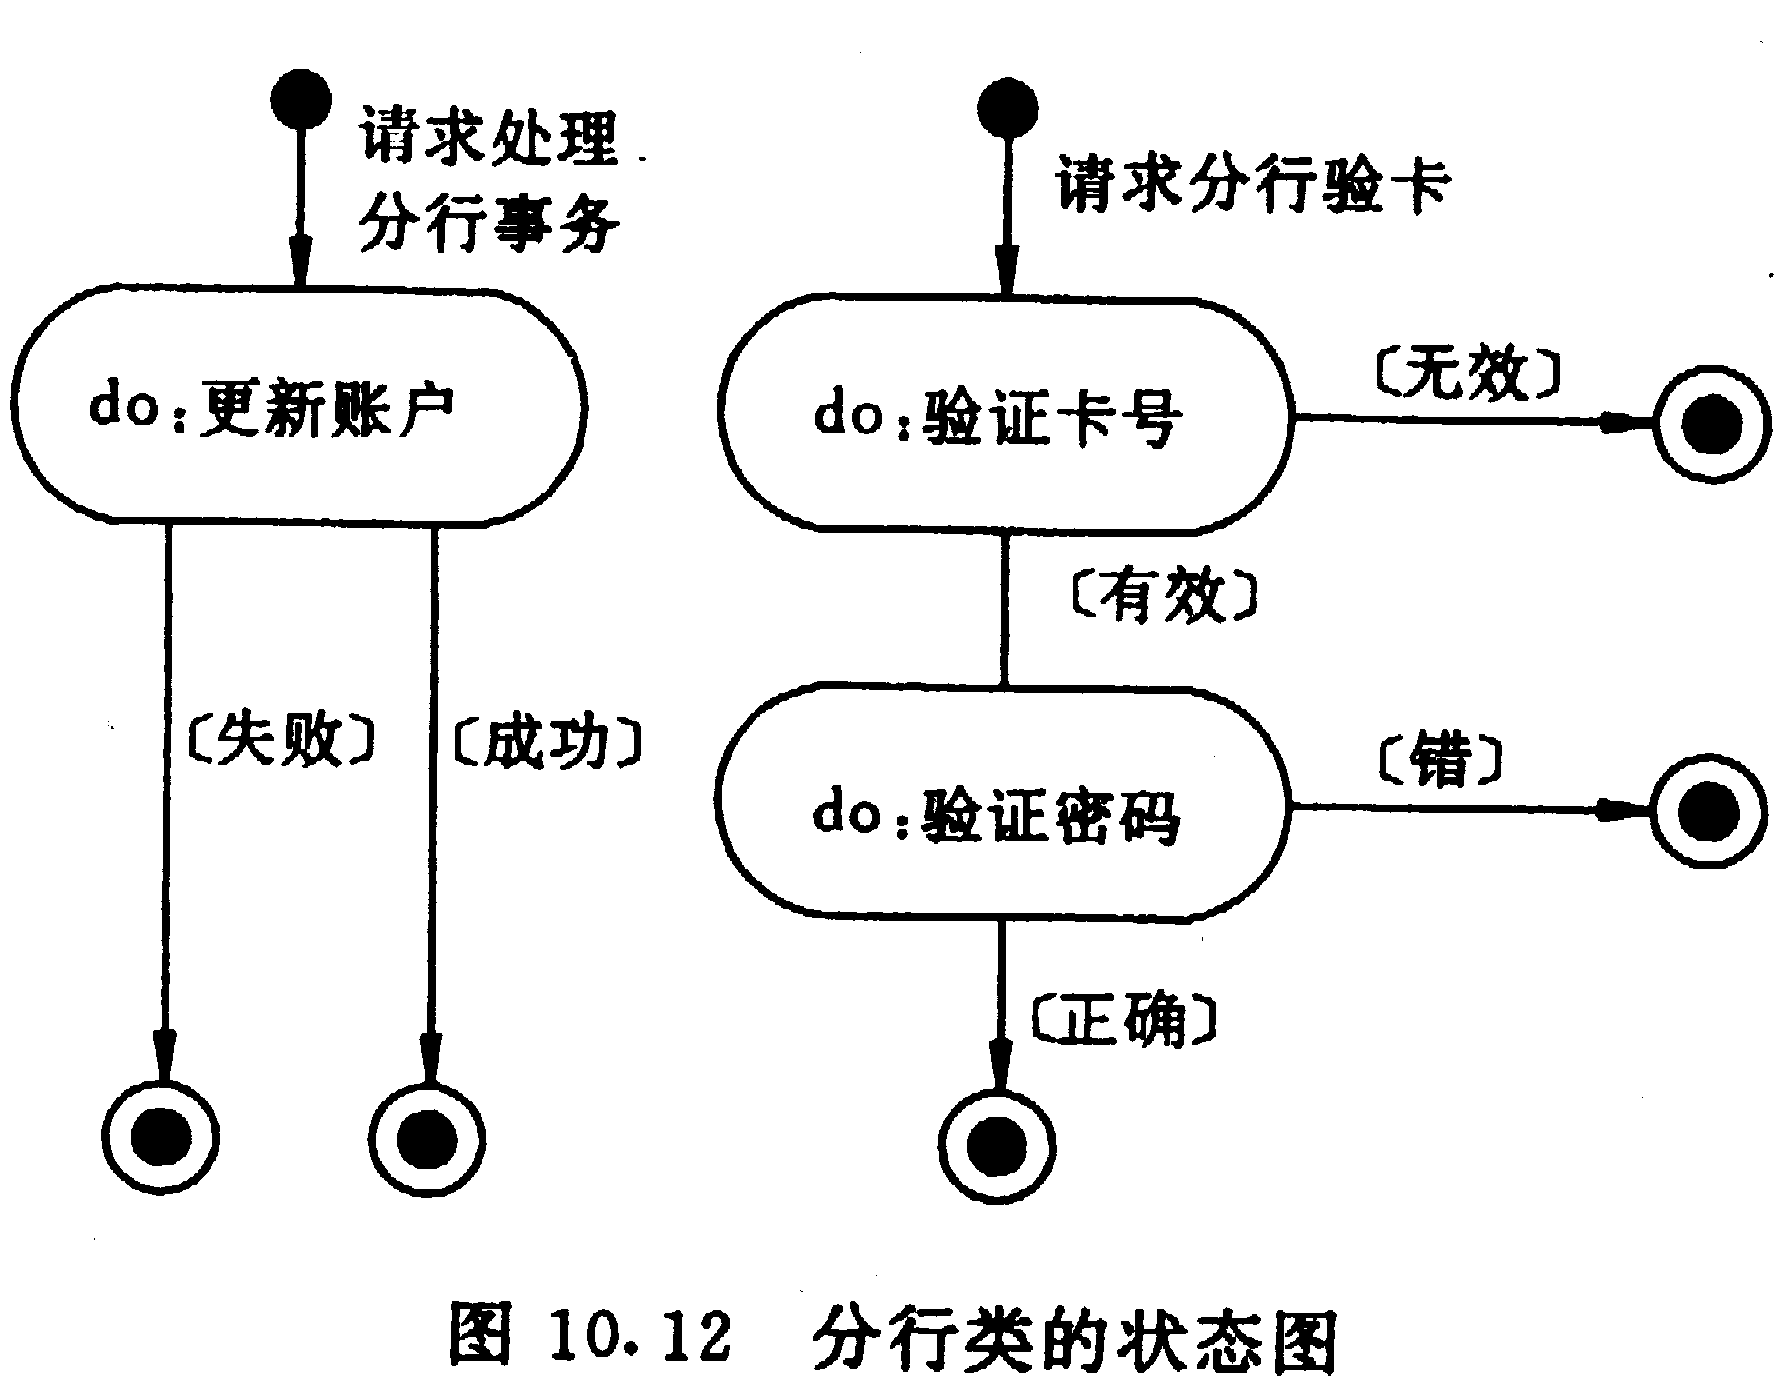 请求处理
分行事务
do:更新账户
〔失败〕
〔成功〕
请求分行验卡
do:验证卡号
〔无效〕
〔有效〕
do:验证密码
〔错〕
〔正确〕
图 10.12 分行类的状态图